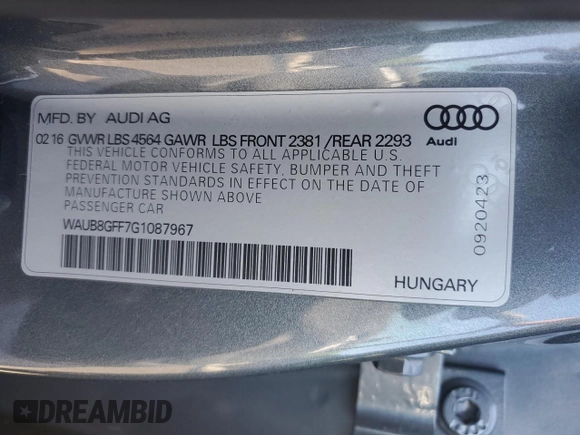 MFD. BY AUDI AG
02 16 GVWR LBS 4564 GAWR LBS FRONT 2381 /REAR 2293
THIS VEHICLE CONFORMS TO ALL APPLICABLE U.S.
FEDERAL MOTOR VEHICLE SAFETY, BUMPER AND THEFT
PREVENTION STANDARDS IN EFFECT ON THE DATE OF
MANUFACTURE SHOWN ABOVE
PASSENGER CAR
WAUB8GFF7G1087967
Audi
0920423
HUNGARY
DREAMBID